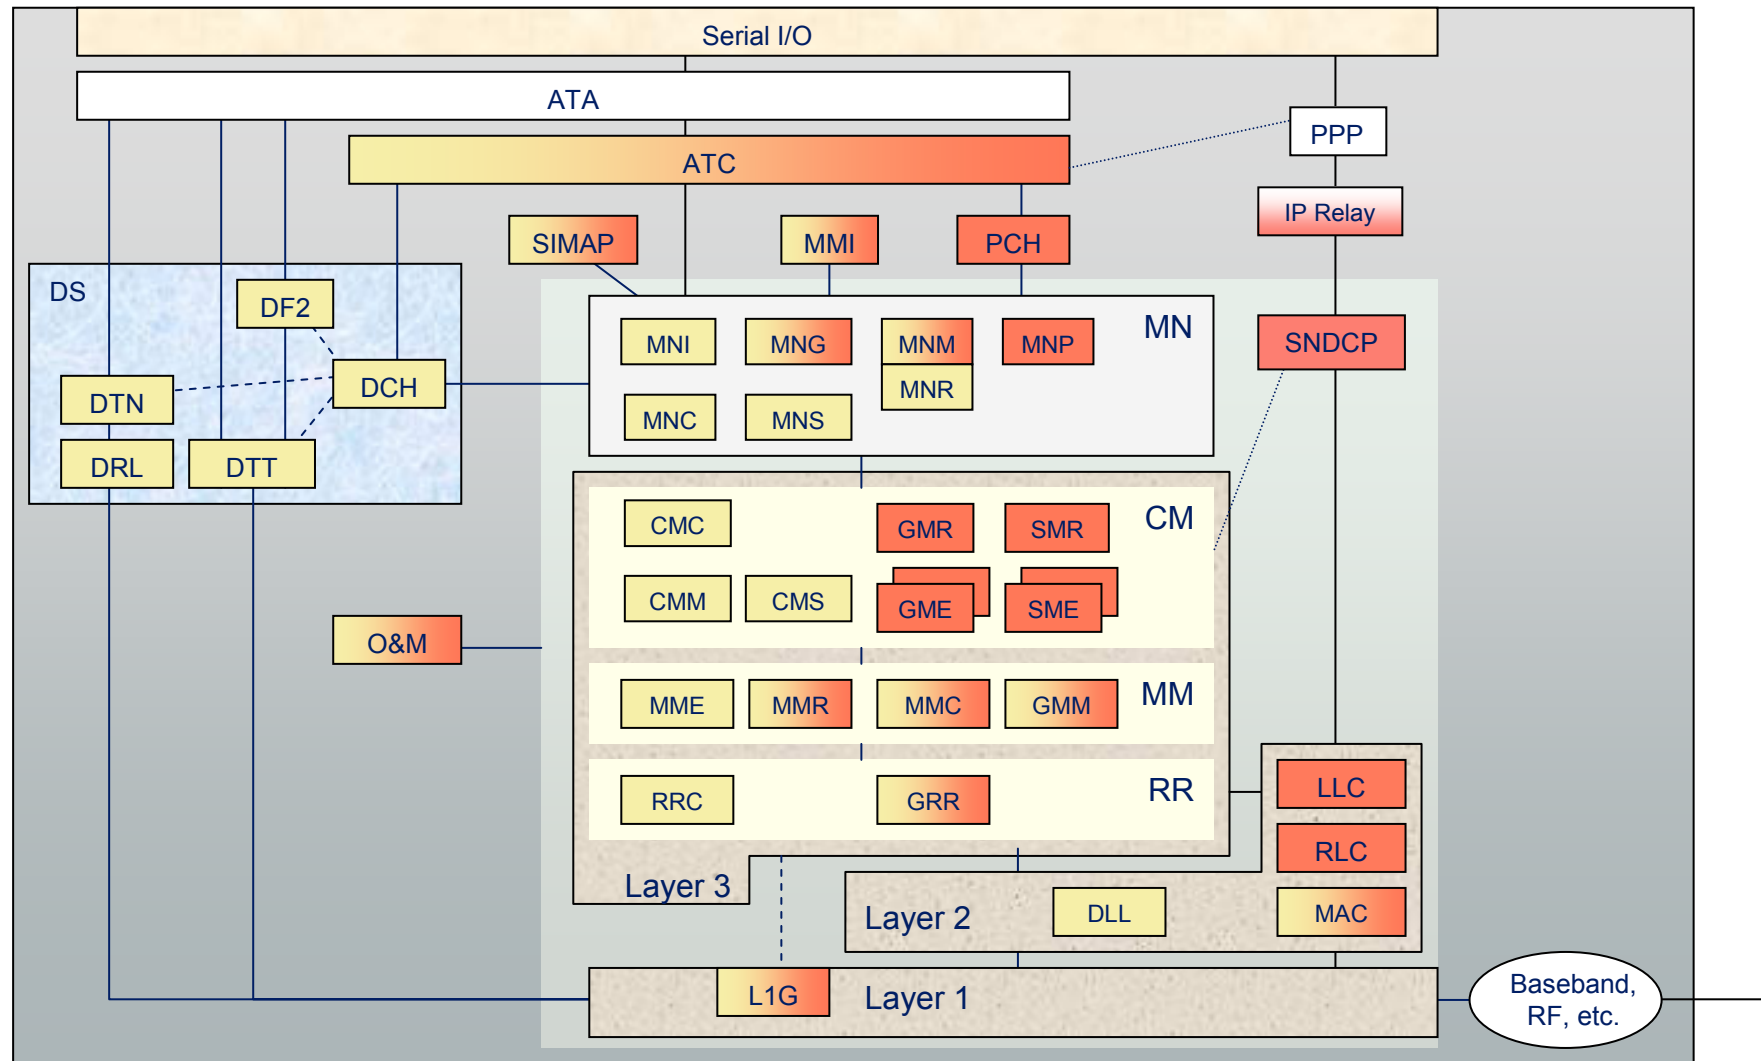 Serial I/O
ATA
PPP
ATC
IP Relay
SIMAP
MMI
PCH
DS
DF2
MN
MNI
MNG
MNM
MNP
SNDCP
DCH
MNR
DTN
MNC
MNS
DRL
DTT
CM
CMC
GMR
SMR
CMM
CMS
GME
SME
O&M
MM
MME
MMR
MMC
GMM
RR
RRC
GRR
LLC
RLC
Layer 3
Layer 2
DLL
MAC
L1G
Layer 1
Baseband,
RF, etc.